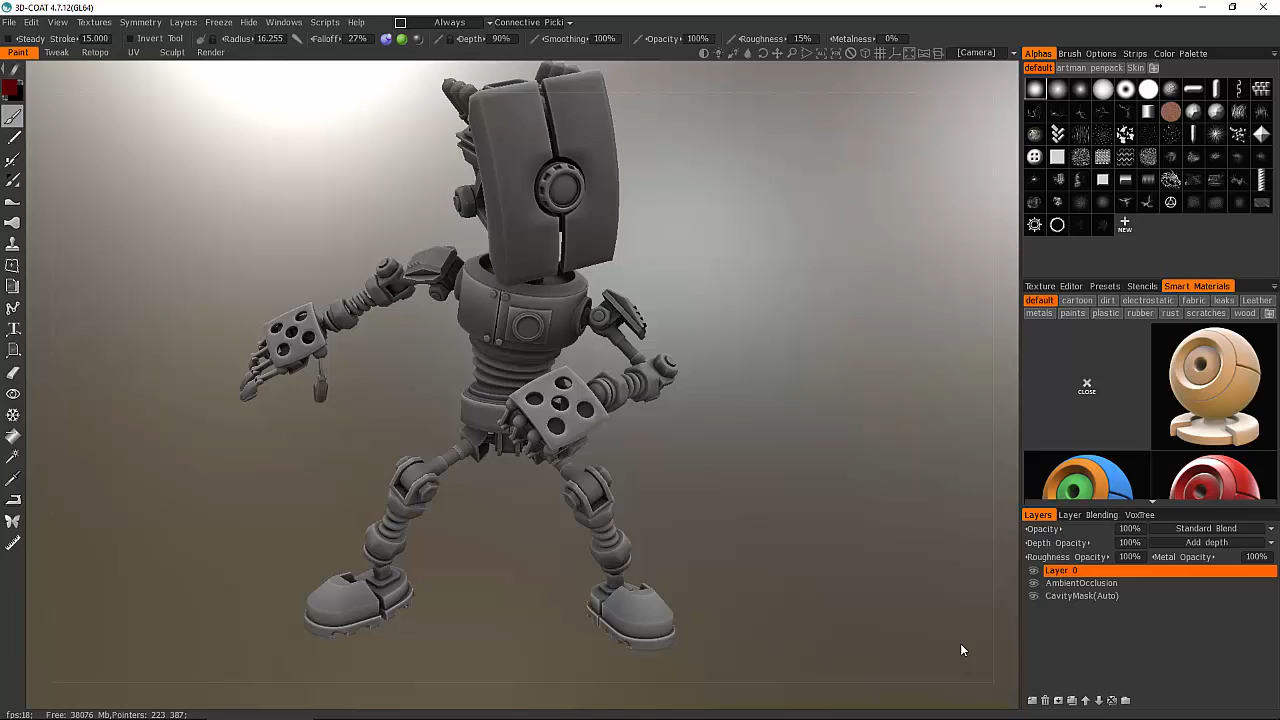 3D-COAT 4.7.12(GL64)
File Edit View Textures Symmetry Layers Freeze Hide Windows Scripts Help Always Connective Picki
Steady Stroke 15.000 Invert Tool Radius 16.255 Falloff 27% Depth 90% Smoothing 100% Opacity 100% Roughness 15% Metalness 0%
Paint Tweak Retopo UV Sculpt Render [Camera]
Alphas Brush Options Strips Color Palette
default artman penpack Skin
NEW
Texture Editor Presets Stencils Smart Materials
default cartoon dirt electrostatic fabric leaks Leather
metals paints plastic rubber rust scratches wood
CLOSE
Layers Layer Blending VoxTree
Opacity 100% Standard Blend
Depth Opacity 100% Add depth
Roughness Opacity 100% Metal Opacity 100%
Layer 0
AmbientOcclusion
CavityMask(Auto)
fps:18; Free: 38076 Mb,Pointers: 223 387;